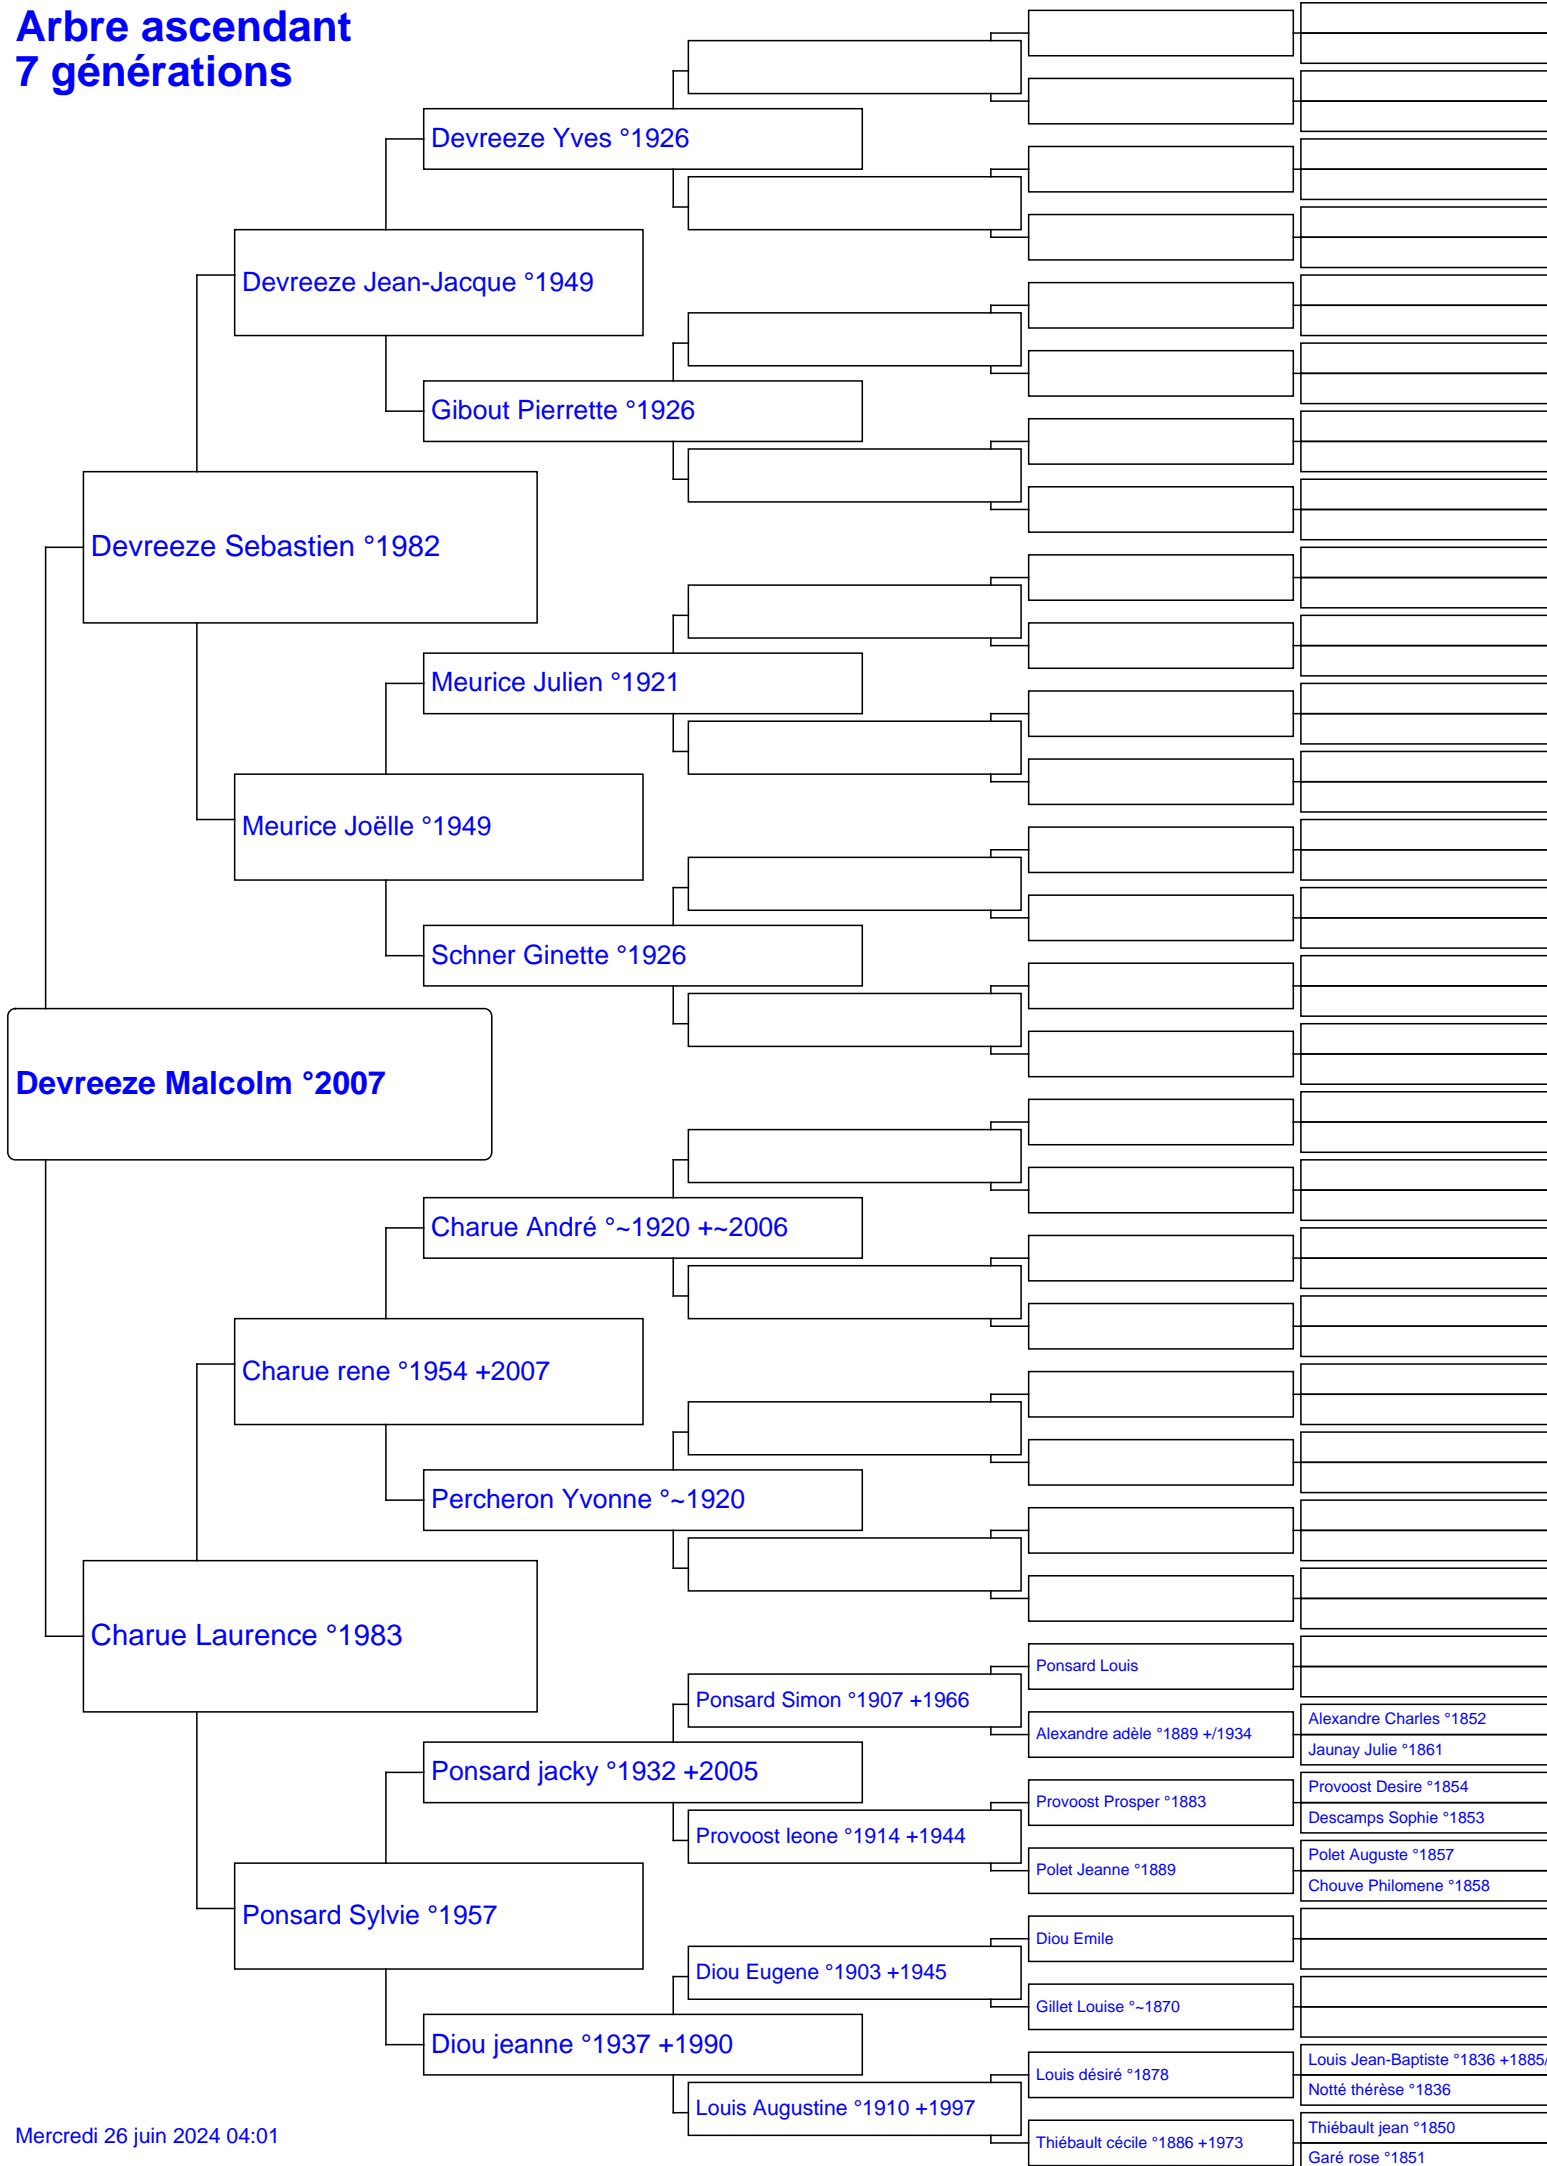 Arbre ascendant
7 générations
Devreeze Yves °1926
Devreeze Jean-Jacque °1949
Gibout Pierrette °1926
Devreeze Sebastien °1982
Meurice Julien °1921
Meurice Joëlle °1949
Schner Ginette °1926
Devreeze Malcolm °2007
Charue André °~1920 +~2006
Charue rene °1954 +2007
Percheron Yvonne °~1920
Charue Laurence °1983
Ponsard Louis
Ponsard Simon °1907 +1966
Alexandre Charles °1852
Alexandre adèle °1889 +/1934
Jaunay Julie °1861
Ponsard jacky °1932 +2005
Provoost Desire °1854
Provoost Prosper °1883
Descamps Sophie °1853
Provoost leone °1914 +1944
Polet Auguste °1857
Polet Jeanne °1889
Chouve Philomene °1858
Ponsard Sylvie °1957
Diou Emile
Diou Eugene °1903 +1945
Gillet Louise °~1870
Diou jeanne °1937 +1990
Louis Jean-Baptiste °1836 +1885/
Louis désiré °1878
Notté thérèse °1836
Louis Augustine °1910 +1997
Thiébault jean °1850
Thiébault cécile °1886 +1973
Garé rose °1851
Mercredi 26 juin 2024 04:01